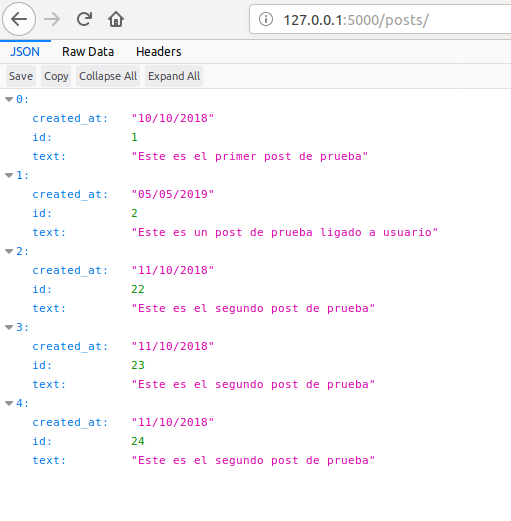 127.0.0.1:5000/posts/
JSON Raw Data Headers
Save Copy Collapse All Expand All
0:
created_at: "10/10/2018"
id: 1
text: "Este es el primer post de prueba"
1:
created_at: "05/05/2019"
id: 2
text: "Este es un post de prueba ligado a usuario"
2:
created_at: "11/10/2018"
id: 22
text: "Este es el segundo post de prueba"
3:
created_at: "11/10/2018"
id: 23
text: "Este es el segundo post de prueba"
4:
created_at: "11/10/2018"
id: 24
text: "Este es el segundo post de prueba"